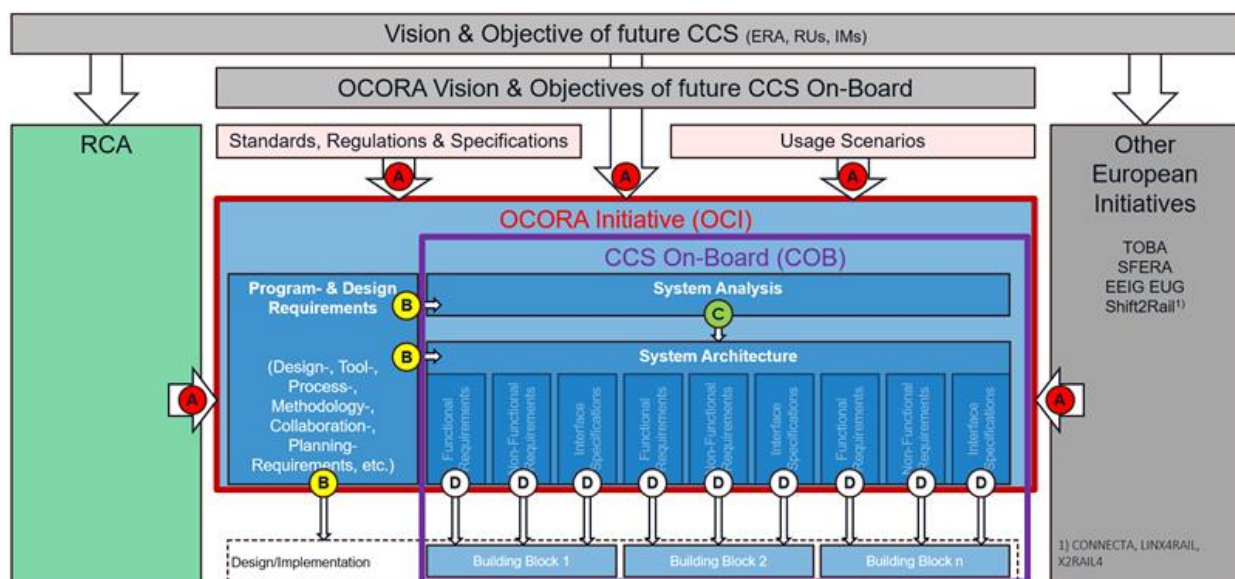 Vision & Objective of future CCS (ERA, RUs, IMs)
OCORA Vision & Objectives of future CCS On-Board
RCA
Standards, Regulations & Specifications
Usage Scenarios
Other
European
Initiatives
TOBA
SFERA
EEIG EUG
Shift2Rail1)
A
A
A
OCORA Initiative (OCI)
CCS On-Board (COB)
Program- & Design
Requirements
B
System Analysis
C
B
System Architecture
(Design-, Tool-,
Process-,
Methodology-,
Collaboration-,
Planning-
Requirements, etc.)
A
A
Functional
Requirements
Non-Functional
Requirements
Interface
Specifications
Functional
Requirements
Non-Functional
Requirements
Interface
Specifications
Functional
Requirements
Non-Functional
Requirements
Interface
Specifications
B
D
D
D
D
D
D
D
D
D
Design/Implementation
Building Block 1
Building Block 2
Building Block n
1) CONNECTA, LINX4RAIL,
X2RAIL4